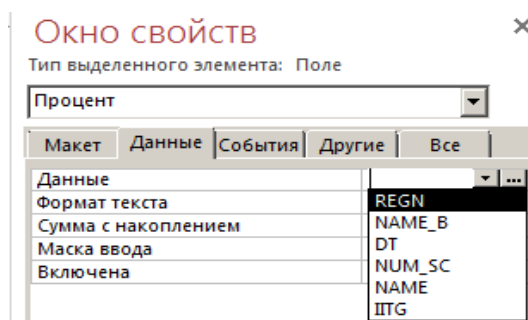 Окно свойств
Тип выделенного элемента: Поле
Процент
Макет Данные События Другие Все
Данные
Формат текста
Сумма с накоплением
Маска ввода
Включена
REGN
NAME_B
DT
NUM_SC
NAME
IITG